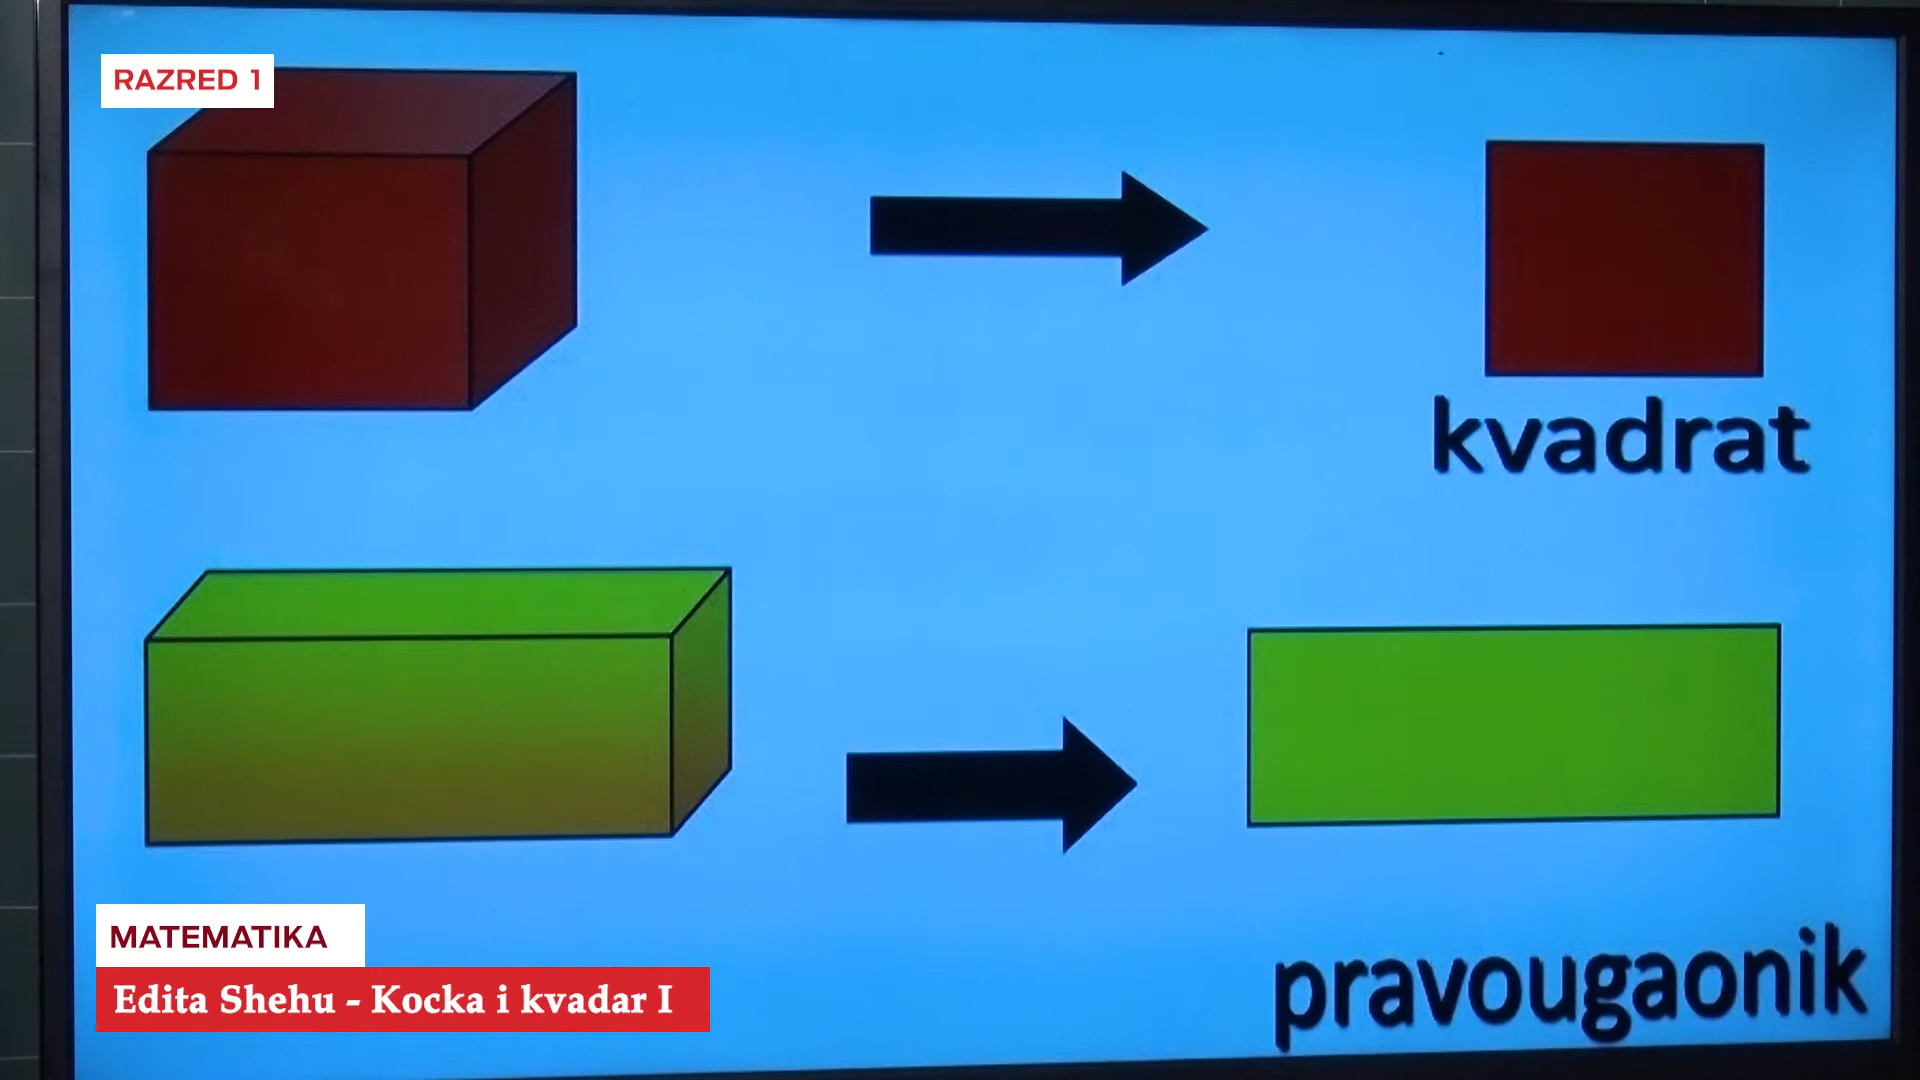 RAZRED 1
kvadrat
pravougaonik
MATEMATIKA
Edita Shehu - Kocka i kvadar I